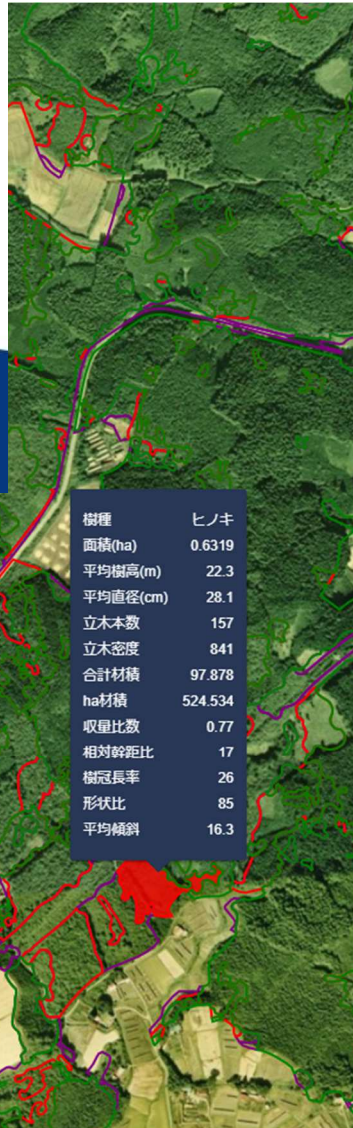 樹種 ヒノキ
面積(ha) 0.6319
平均樹高(m) 22.3
平均直径(cm) 28.1
立木本数 157
立木密度 841
合計材積 97.878
ha材積 524.534
収量比数 0.77
相対幹距比 17
樹冠長率 26
形状比 85
平均傾斜 16.3